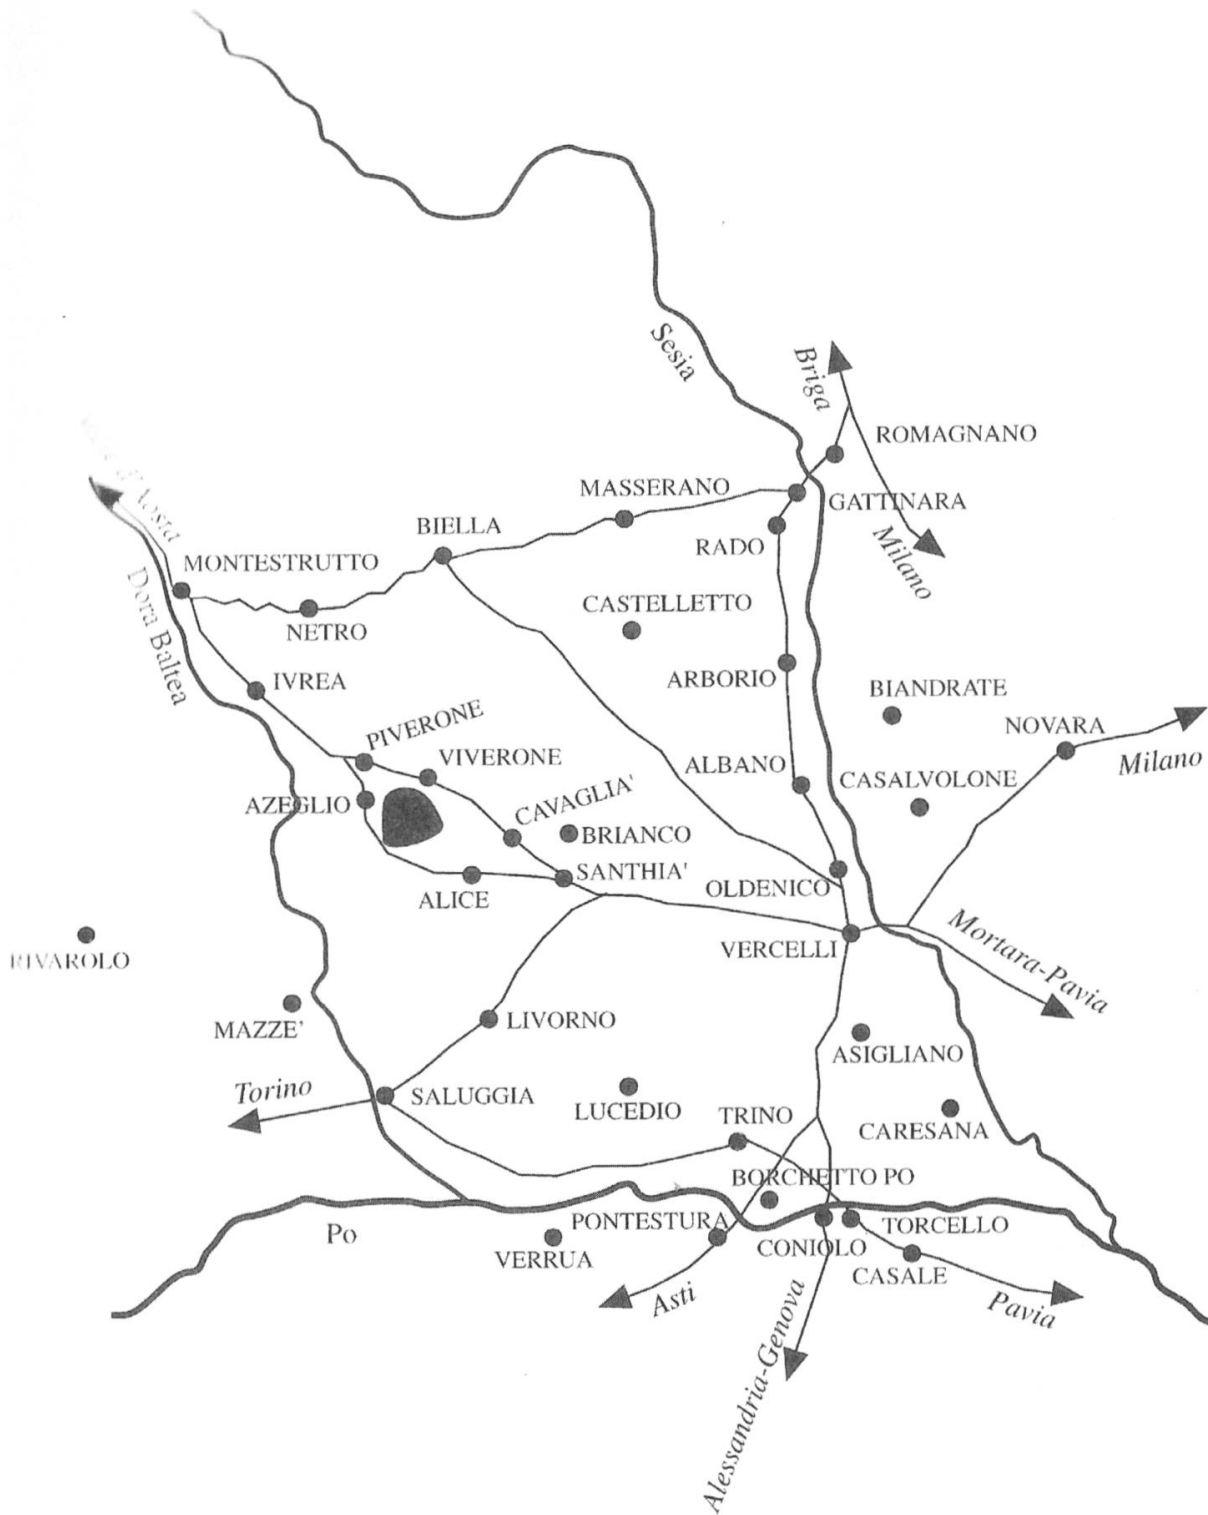 Sesia
Briga
ROMAGNANO
MASSERANO
GATTINARA
d'Aosta
BIELLA
RADO
Milano
MONTESTRUTTO
Dora Baltea
CASTELLETTO
NETRO
IVREA
ARBORIO
BIANDRATE
PIVERONE
NOVARA
VIVERONE
ALBANO
Milano
AZEGLIO
CAVAGLIA'
CASALVOLONE
BRIANCO
SANTHIA'
OLDENICO
ALICE
VERCELLI
Mortara-Pavia
RIVAROLO
MAZZE'
LIVORNO
ASIGLIANO
Torino
SALUGGIA
LUCEDIO
TRINO
CARESANA
BORCHETTO PO
Po
PONTESTURA
TORCELLO
VERRUA
CONIOLO
CASALE
Asti
Pavia
Alessandria-Genova